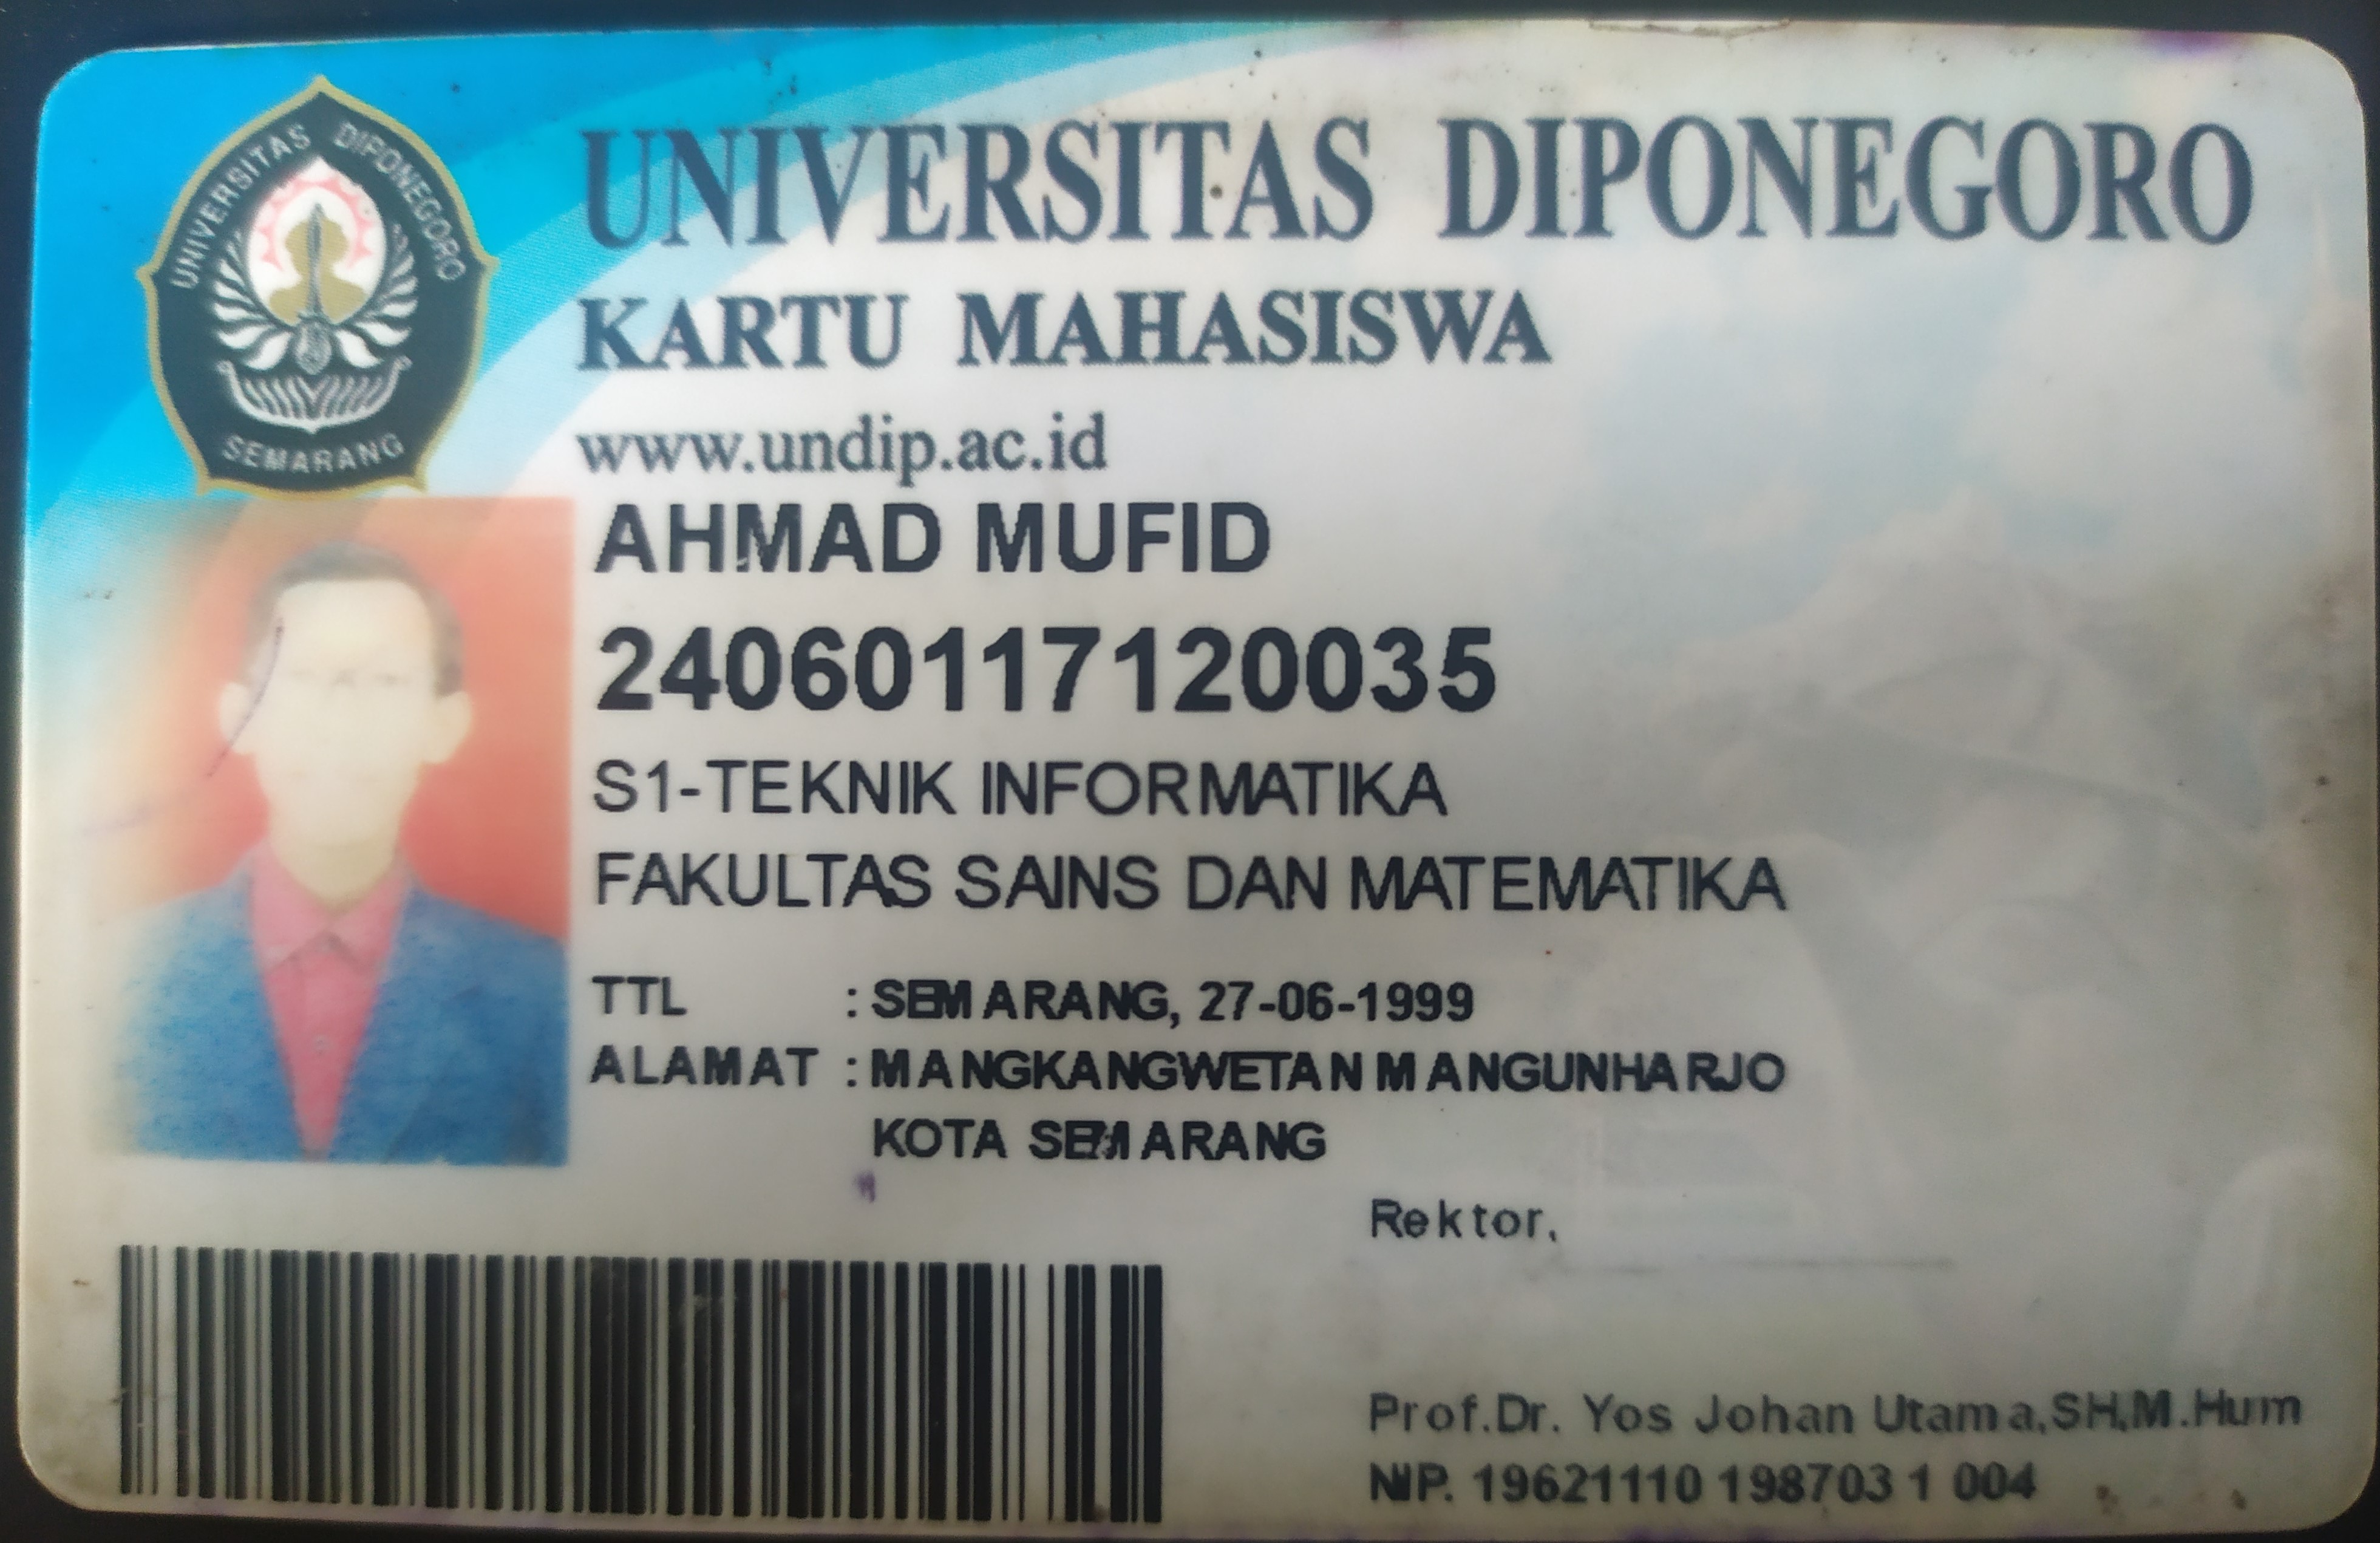 UNIVERSITAS DIPONEGORO
SEMARANG
UNIVERSITAS DIPONEGORO
KARTU MAHASISWA
www.undip.ac.id
AHMAD MUFID
24060117120035
S1-TEKNIK INFORMATIKA
FAKULTAS SAINS DAN MATEMATIKA
TTL : SEMARANG, 27-06-1999
ALAMAT : MANGKANGWETAN MANGUNHARJO
KOTA SEMARANG
Rektor,
Prof.Dr. Yos Johan Utama,SH,M.Hum
NIP. 19621110 198703 1 004